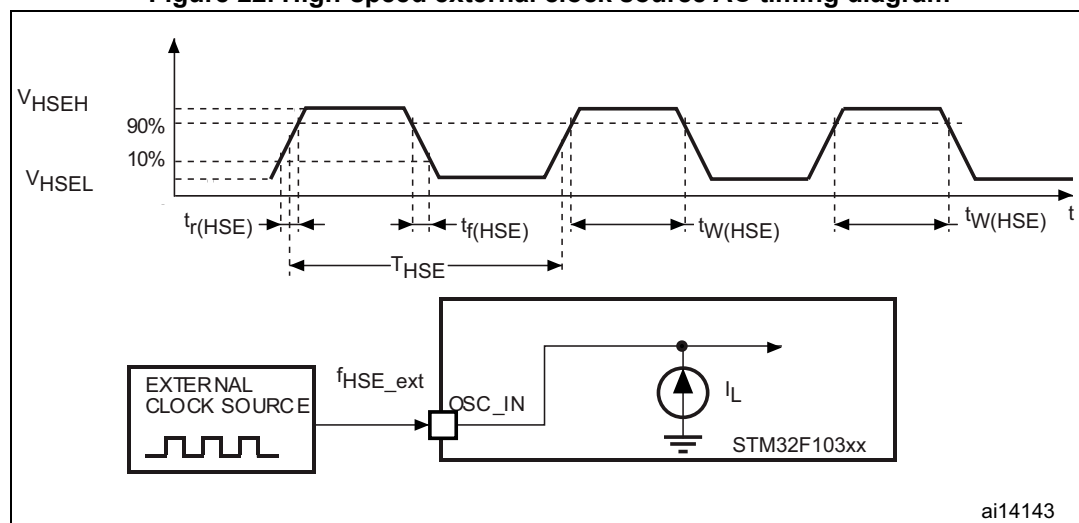 Figure 22. High-speed external clock source AC timing diagram
VHSEH
90%
10%
VHSEL
tr(HSE)
tf(HSE)
tW(HSE)
tW(HSE)
t
THSE
EXTERNAL
CLOCK SOURCE
fHSE_ext
OSC_IN
IL
STM32F103xx
ai14143